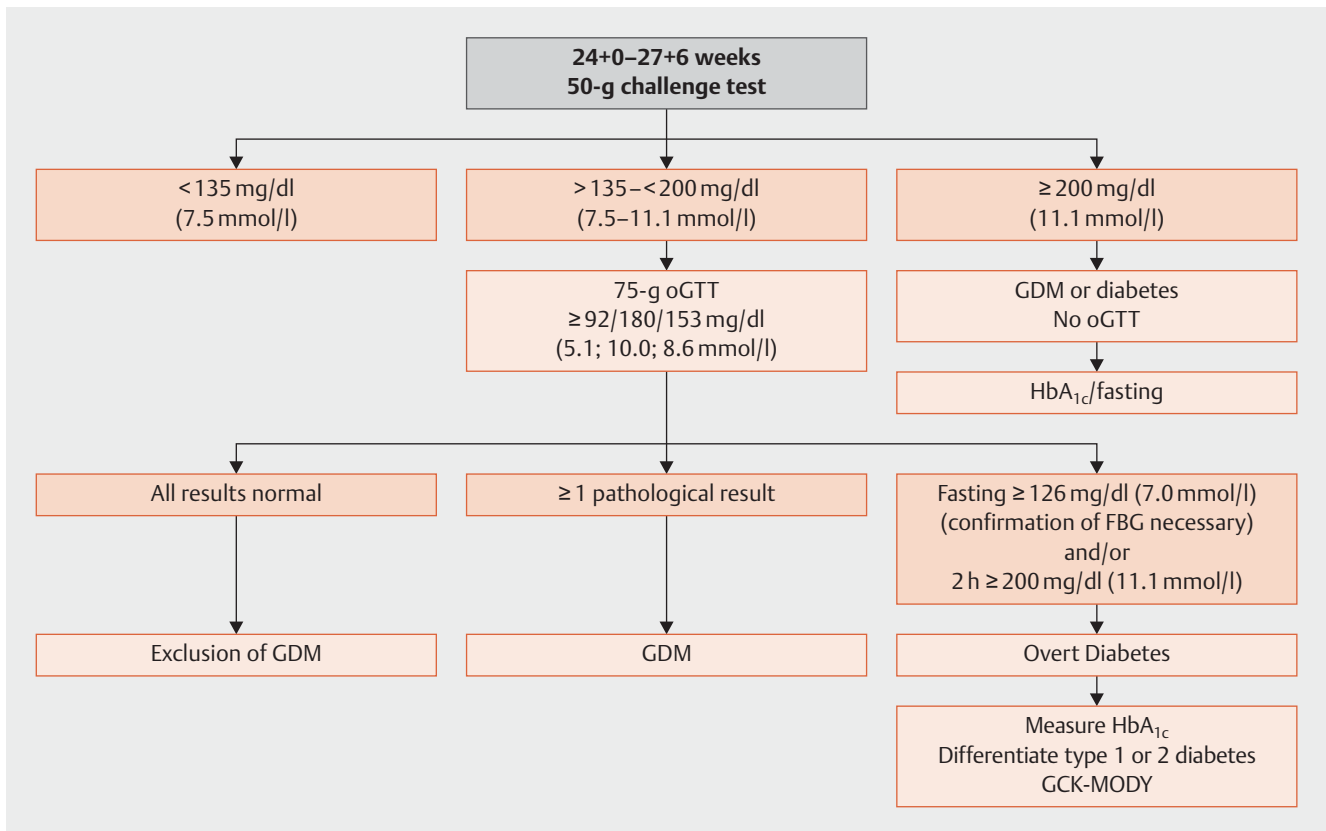 24+0–27+6 weeks
50-g challenge test
<135 mg/dl
(7.5 mmol/l)
>135–<200 mg/dl
(7.5–11.1 mmol/l)
≥200 mg/dl
(11.1 mmol/l)
75-g oGTT
≥92/180/153 mg/dl
(5.1; 10.0; 8.6 mmol/l)
GDM or diabetes
No oGTT
HbA1c/fasting
All results normal
≥1 pathological result
Fasting ≥126 mg/dl (7.0 mmol/l)
(confirmation of FBG necessary)
and/or
2 h ≥200 mg/dl (11.1 mmol/l)
Exclusion of GDM
GDM
Overt Diabetes
Measure HbA1c
Differentiate type 1 or 2 diabetes
GCK-MODY